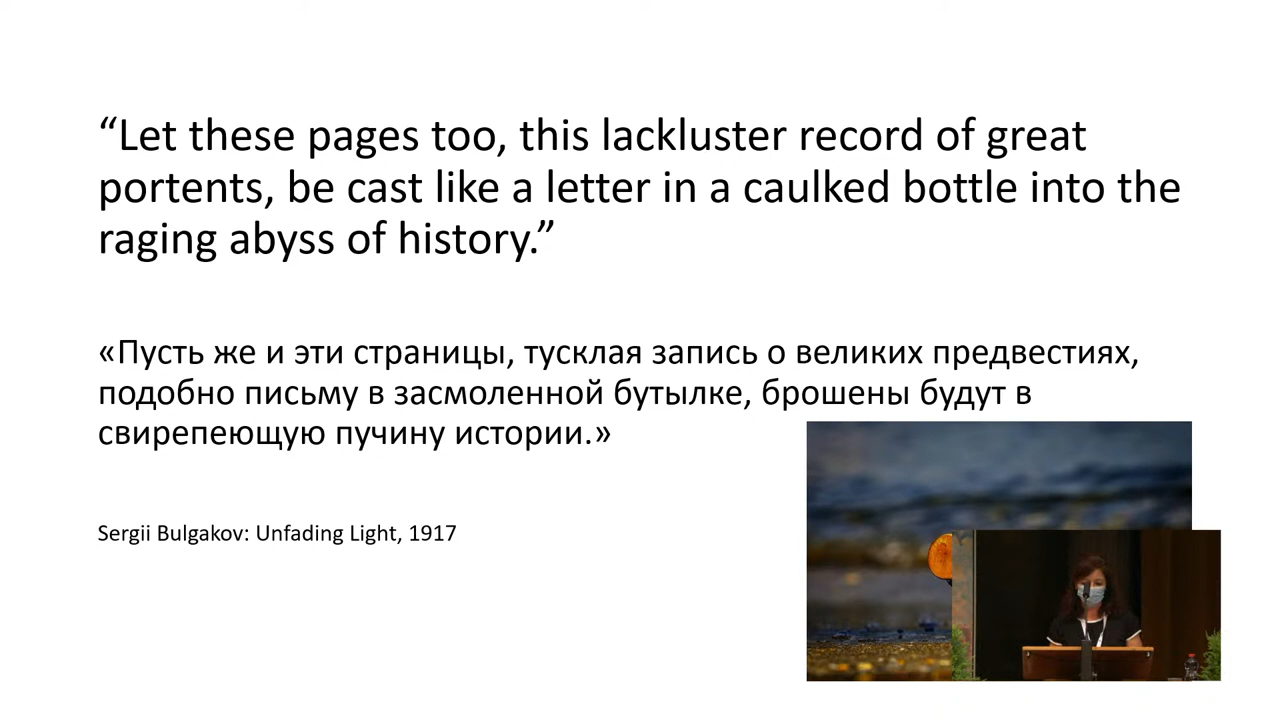 “Let these pages too, this lackluster record of great
portents, be cast like a letter in a caulked bottle into the
raging abyss of history.”
«Пусть же и эти страницы, тусклая запись о великих предвестиях,
подобно письму в засмоленной бутылке, брошены будут в
свирепеющую пучину истории.»
Sergii Bulgakov: Unfading Light, 1917